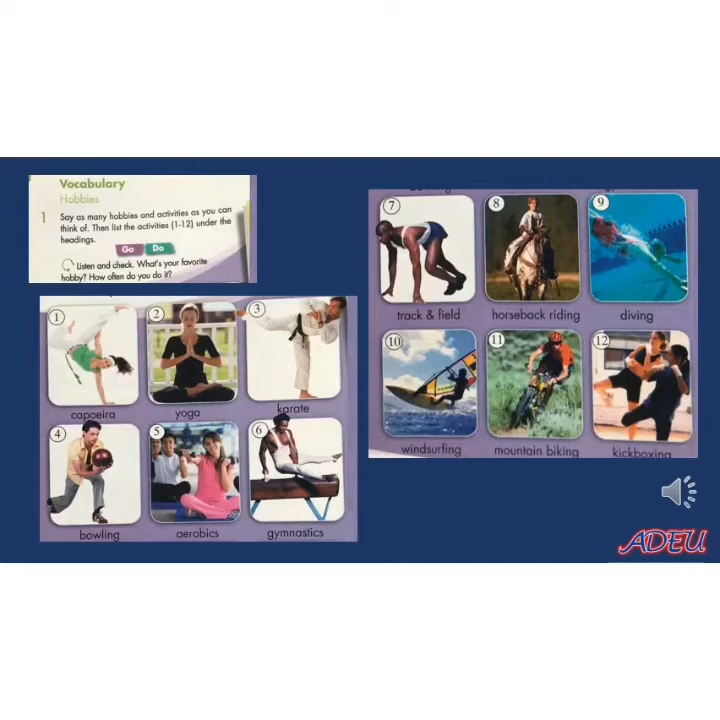 Vocabulary
Hobbies
1 Say as many hobbies and activities as you can
think of. Then list the activities (1-12) under the
headings.
Go Do
Listen and check. What's your favorite
hobby? How often do you do it?
1 2 3
capoeira yoga karate
4 5 6
bowling aerobics gymnastics
7 8 9
track & field horseback riding diving
10 11 12
windsurfing mountain biking kickboxing
ADEU